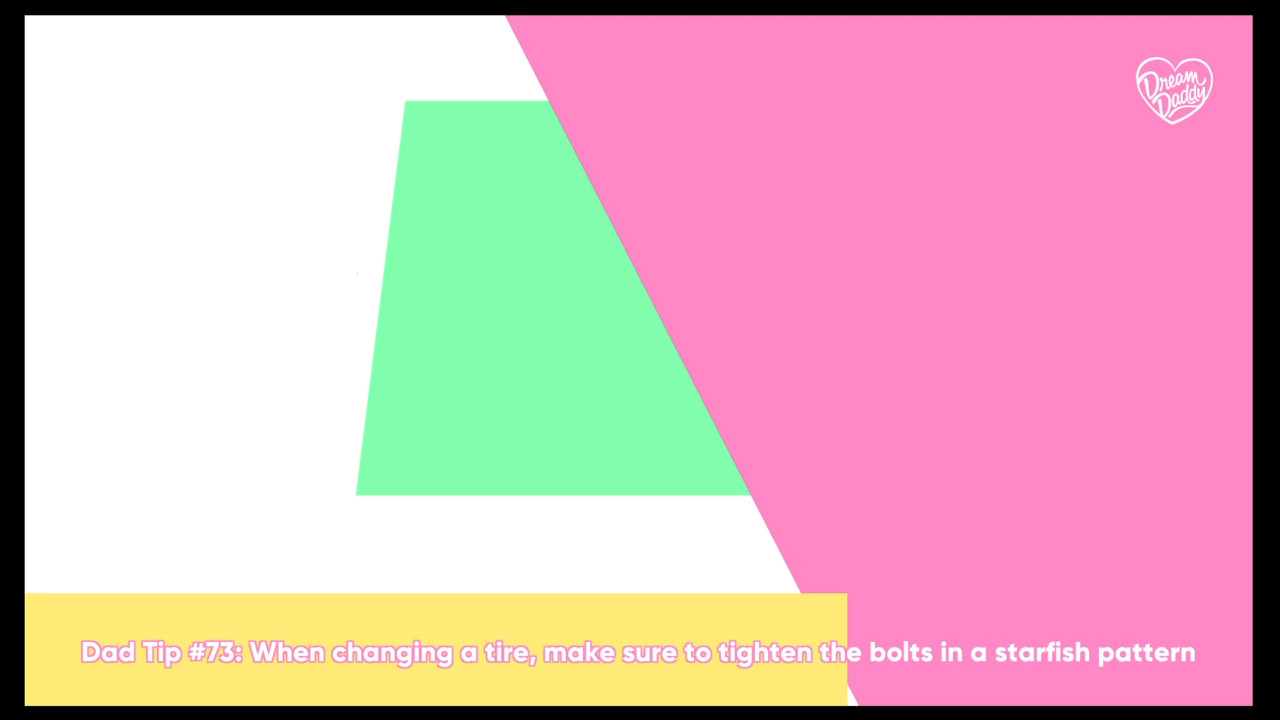 Dream
Daddy
Dad Tip #73: When changing a tire, make sure to tighten the bolts in a starfish pattern